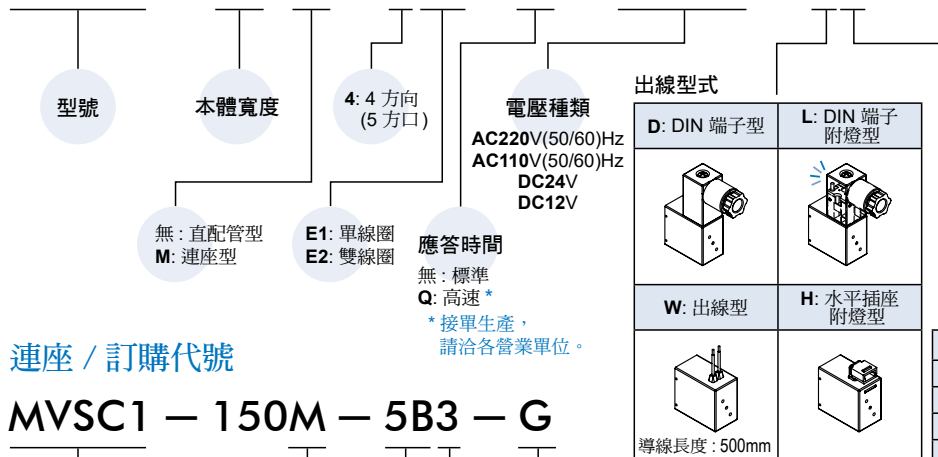 型號
本體寬度
4: 4 方向
(5 方口)
電壓種類
AC220V(50/60)Hz
AC110V(50/60)Hz
DC24V
DC12V
無 : 直配管型
M: 連座型
E1: 單線圈
E2: 雙線圈
應答時間
無 : 標準
Q: 高速 *
* 接單生產，
請洽各營業單位。
出線型式
D: DIN 端子型
L: DIN 端子
附燈型
W: 出線型
H: 水平插座
附燈型
導線長度 : 500mm
連座 / 訂購代號
MVSC1 － 150M － 5B3 － G